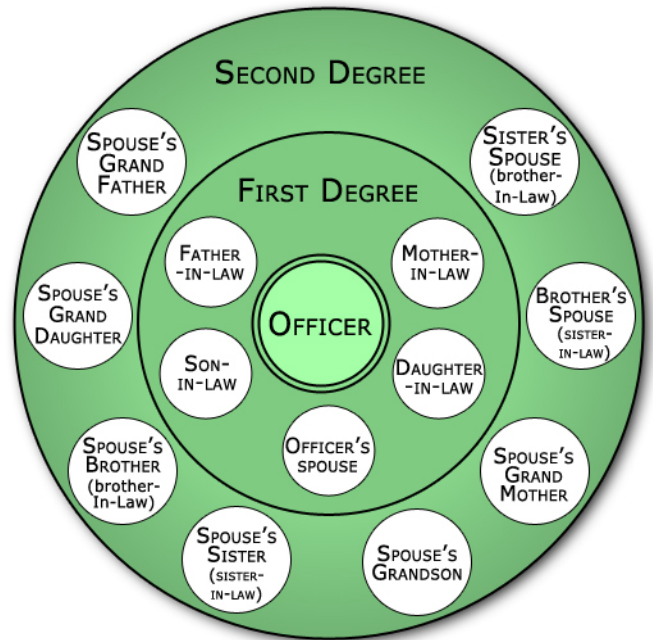 SECOND DEGREE
SPOUSE'S
GRAND
FATHER
SISTER'S
SPOUSE
(brother-
In-Law)
FIRST DEGREE
FATHER
-IN-LAW
MOTHER-
IN-LAW
SPOUSE'S
GRAND
DAUGHTER
OFFICER
BROTHER'S
SPOUSE
(SISTER-
IN-LAW)
SON-
IN-LAW
DAUGHTER
-IN-LAW
OFFICER'S
SPOUSE
SPOUSE'S
BROTHER
(brother-
In-Law)
SPOUSE'S
GRAND
MOTHER
SPOUSE'S
SISTER
(SISTER-
IN-LAW)
SPOUSE'S
GRANDSON